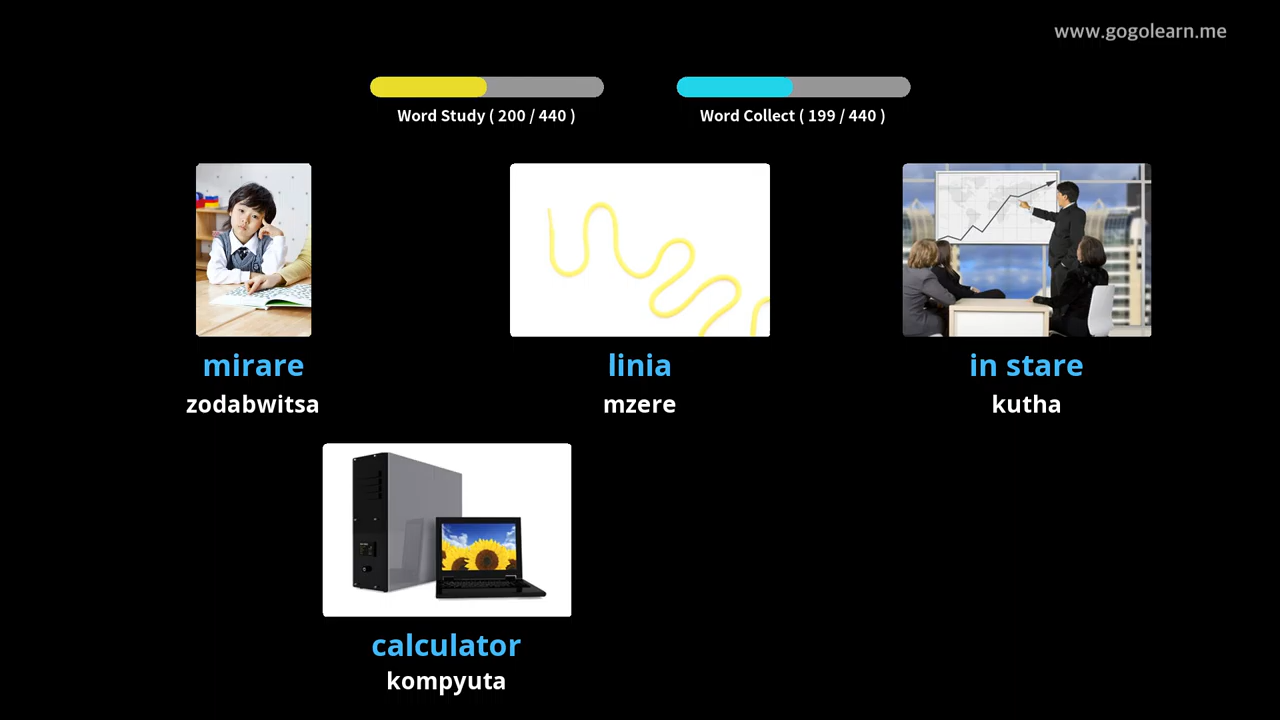 www.gogolearn.me
Word Study ( 200 / 440 )
Word Collect ( 199 / 440 )
mirare
zodabwitsa
linia
mzere
in stare
kutha
calculator
kompyuta